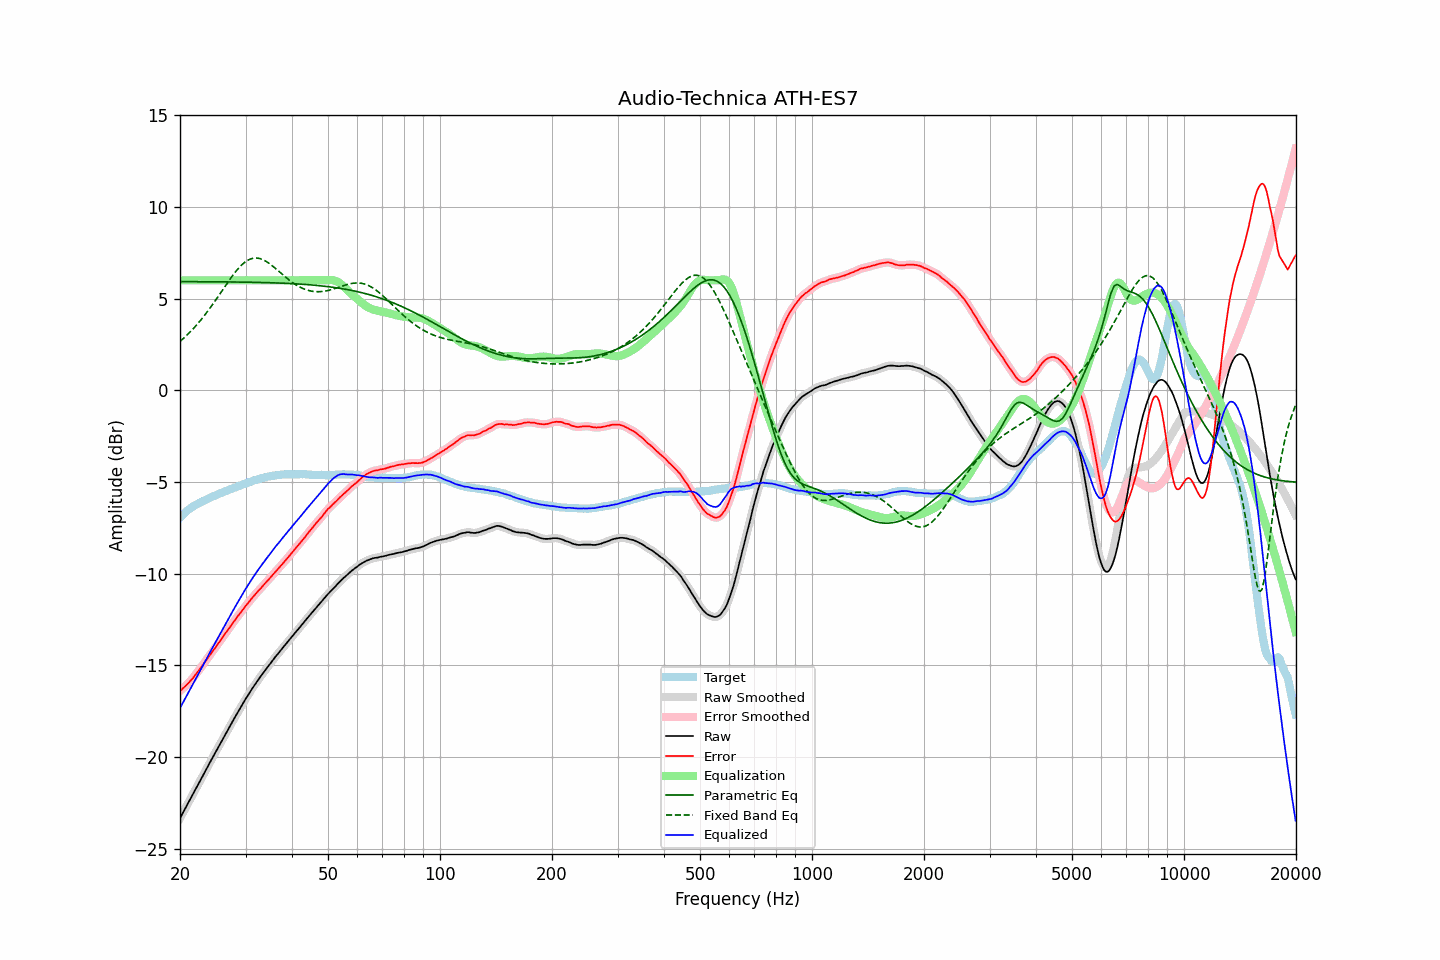 Audio-Technica ATH-ES7
15
10
5
0
−5
−10
−15
−20
−25
Amplitude (dBr)
Target
Raw Smoothed
Error Smoothed
Raw
Error
Equalization
Parametric Eq
Fixed Band Eq
Equalized
20 50 100 200 500 1000 2000 5000 10000 20000
Frequency (Hz)